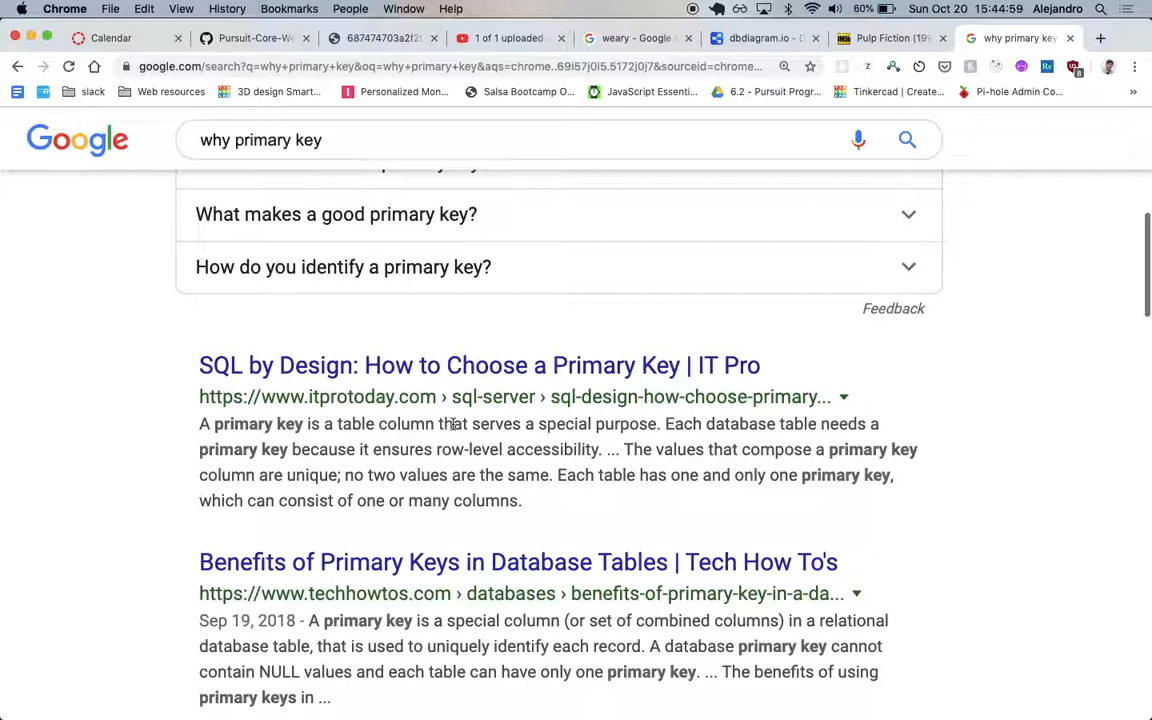 Chrome File Edit View History Bookmarks People Window Help 60% Sun Oct 20 15:44:59 Alejandro
Calendar Pursuit-Core-We 687474703a2f2 1 of 1 uploaded weary - Google dbdiagram.io - D Pulp Fiction (199 why primary key
google.com/search?q=why+primary+key&oq=why+primary+key&aqs=chrome..69i57j0l5.5172j0j7&sourceid=chrome...
slack Web resources 3D design Smart... Personalized Mon... Salsa Bootcamp O... JavaScript Essenti... 6.2 - Pursuit Progr... Tinkercad | Create... Pi-hole Admin Co... »
Google why primary key
What makes a good primary key?
How do you identify a primary key?
Feedback
SQL by Design: How to Choose a Primary Key | IT Pro
https://www.itprotoday.com › sql-server › sql-design-how-choose-primary...
A primary key is a table column that serves a special purpose. Each database table needs a
primary key because it ensures row-level accessibility. ... The values that compose a primary key
column are unique; no two values are the same. Each table has one and only one primary key,
which can consist of one or many columns.
Benefits of Primary Keys in Database Tables | Tech How To's
https://www.techhowtos.com › databases › benefits-of-primary-key-in-a-da...
Sep 19, 2018 - A primary key is a special column (or set of combined columns) in a relational
database table, that is used to uniquely identify each record. A database primary key cannot
contain NULL values and each table can have only one primary key. ... The benefits of using
primary keys in ...